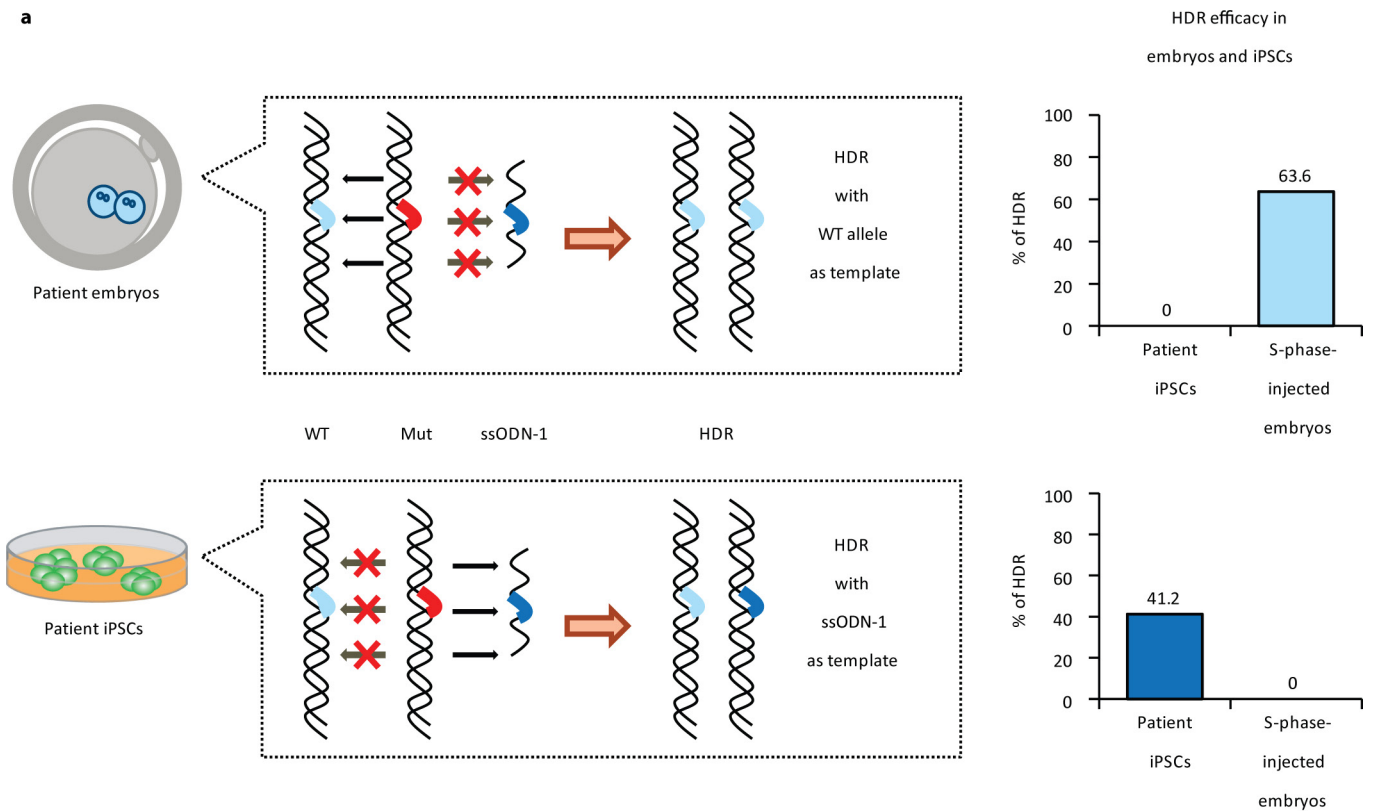 a
Patient embryos
HDR
with
WT allele
as template
HDR efficacy in
embryos and iPSCs
% of HDR
100
80
60
40
20
0
0
63.6
Patient
iPSCs
S-phase-
injected
embryos
WT
Mut
ssODN-1
HDR
Patient iPSCs
HDR
with
ssODN-1
as template
% of HDR
100
80
60
40
20
0
41.2
0
Patient
iPSCs
S-phase-
injected
embryos